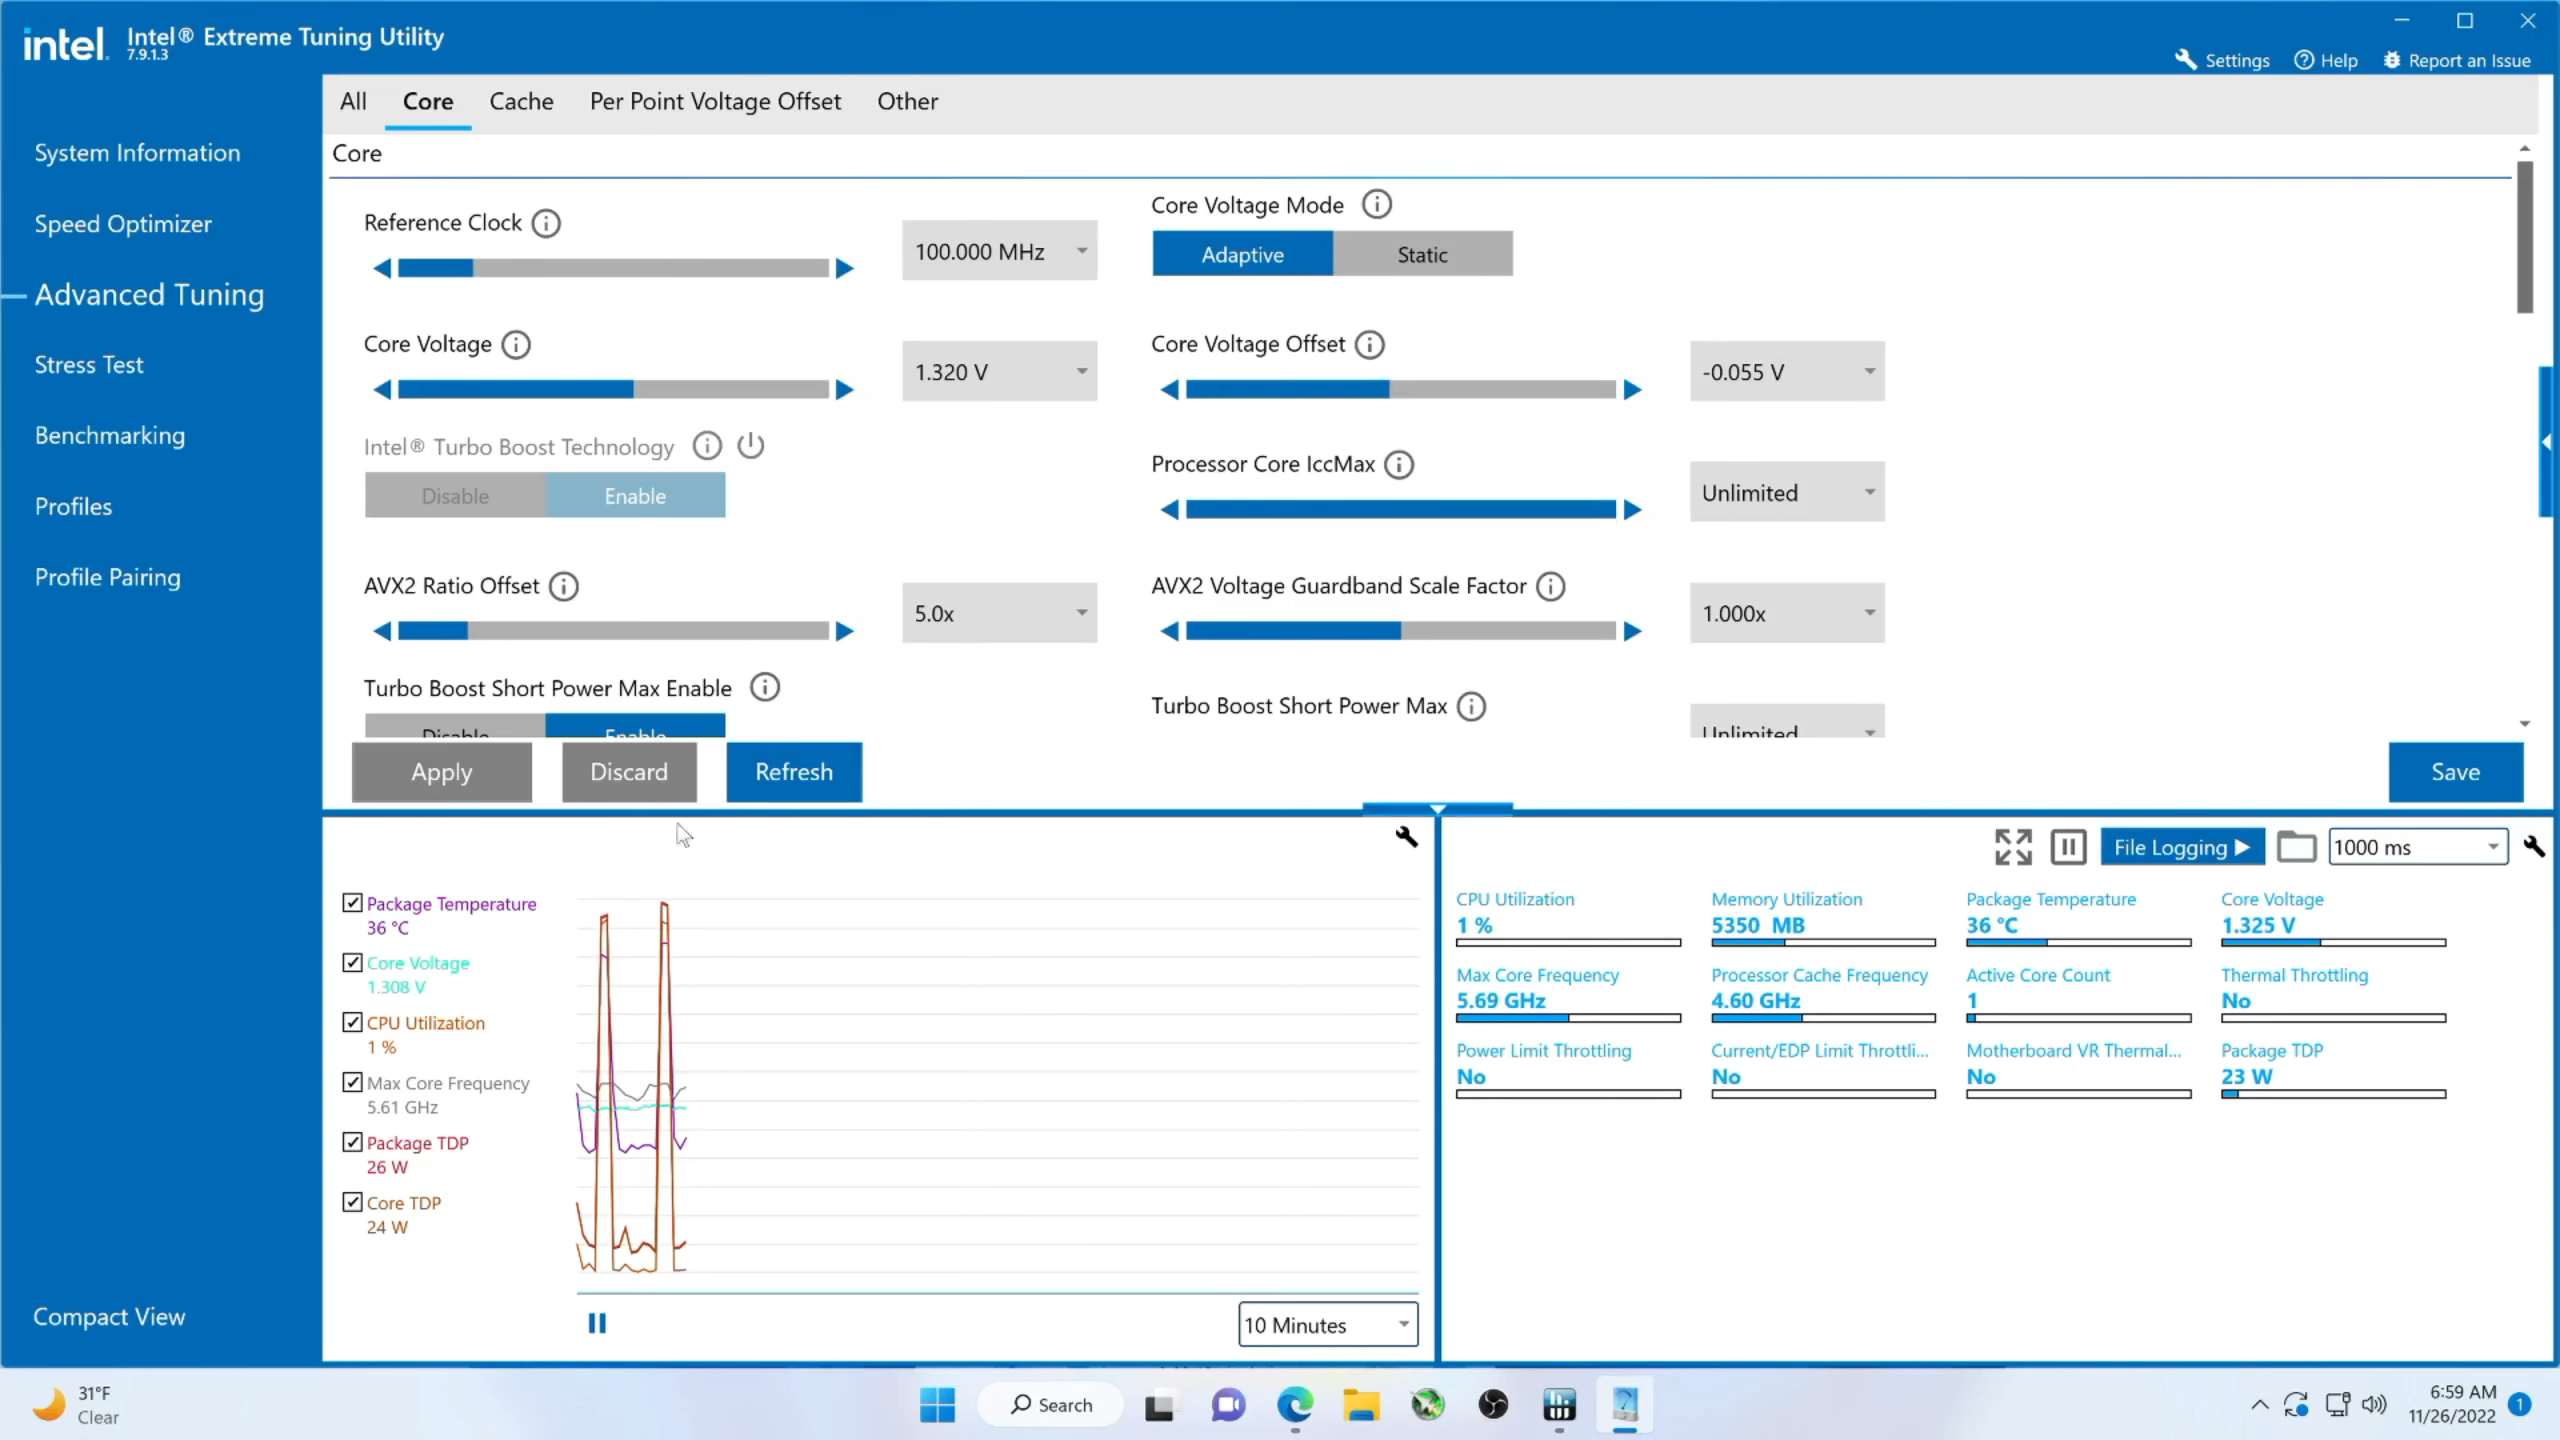 intel.
Intel® Extreme Tuning Utility
7.9.1.3
Settings
Help
Report an Issue
System Information
Speed Optimizer
Advanced Tuning
Stress Test
Benchmarking
Profiles
Profile Pairing
Compact View
All Core Cache Per Point Voltage Offset Other
Core
Reference Clock
100.000 MHz
Core Voltage Mode
Adaptive Static
Core Voltage
1.320 V
Core Voltage Offset
-0.055 V
Intel® Turbo Boost Technology
Disable Enable
Processor Core IccMax
Unlimited
AVX2 Ratio Offset
5.0x
AVX2 Voltage Guardband Scale Factor
1.000x
Turbo Boost Short Power Max Enable
Disable Enable
Turbo Boost Short Power Max
Unlimited
Apply Discard Refresh
Save
Package Temperature
36 °C
Core Voltage
1.308 V
CPU Utilization
1 %
Max Core Frequency
5.61 GHz
Package TDP
26 W
Core TDP
24 W
10 Minutes
File Logging
1000 ms
CPU Utilization
1 %
Memory Utilization
5350 MB
Package Temperature
36 °C
Core Voltage
1.325 V
Max Core Frequency
5.69 GHz
Processor Cache Frequency
4.60 GHz
Active Core Count
1
Thermal Throttling
No
Power Limit Throttling
No
Current/EDP Limit Throttli...
No
Motherboard VR Thermal...
No
Package TDP
23 W
31°F
Clear
Search
6:59 AM
11/26/2022
1